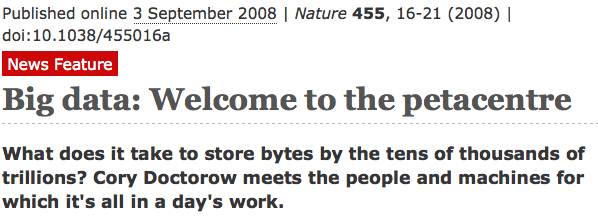 Published online 3 September 2008 | Nature 455, 16-21 (2008) |
doi:10.1038/455016a
News Feature
Big data: Welcome to the petacentre
What does it take to store bytes by the tens of thousands of
trillions? Cory Doctorow meets the people and machines for
which it's all in a day's work.